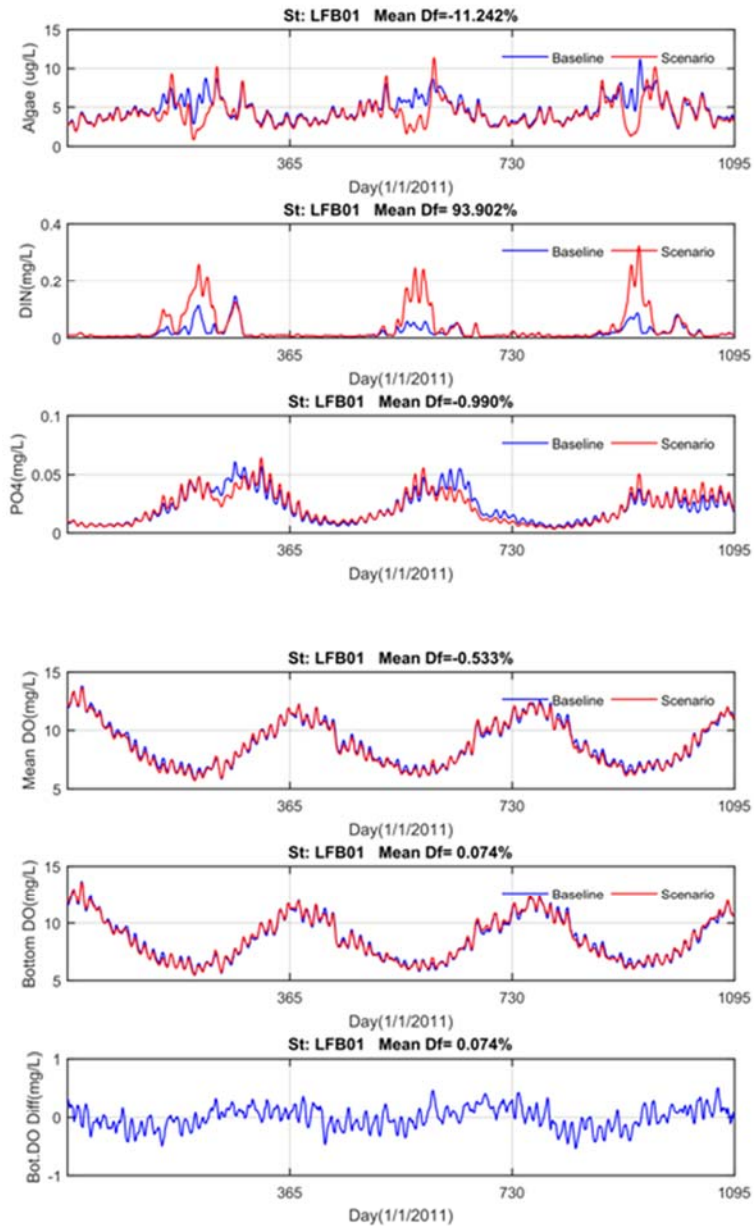 St: LFB01 Mean Df=-11.242%
15
10
5
0
Algae (ug/L)
Baseline Scenario
365 730 1095
Day(1/1/2011)
St: LFB01 Mean Df= 93.902%
0.4
0.2
0
DIN(mg/L)
Baseline Scenario
365 730 1095
Day(1/1/2011)
St: LFB01 Mean Df=-0.990%
0.1
0.05
0
PO4(mg/L)
Baseline Scenario
365 730 1095
Day(1/1/2011)
St: LFB01 Mean Df=-0.533%
15
10
5
Mean DO(mg/L)
Baseline Scenario
365 730 1095
Day(1/1/2011)
St: LFB01 Mean Df= 0.074%
15
10
5
Bottom DO(mg/L)
Baseline Scenario
365 730 1095
Day(1/1/2011)
St: LFB01 Mean Df= 0.074%
1
0
-1
Bot.DO Diff(mg/L)
365 730 1095
Day(1/1/2011)